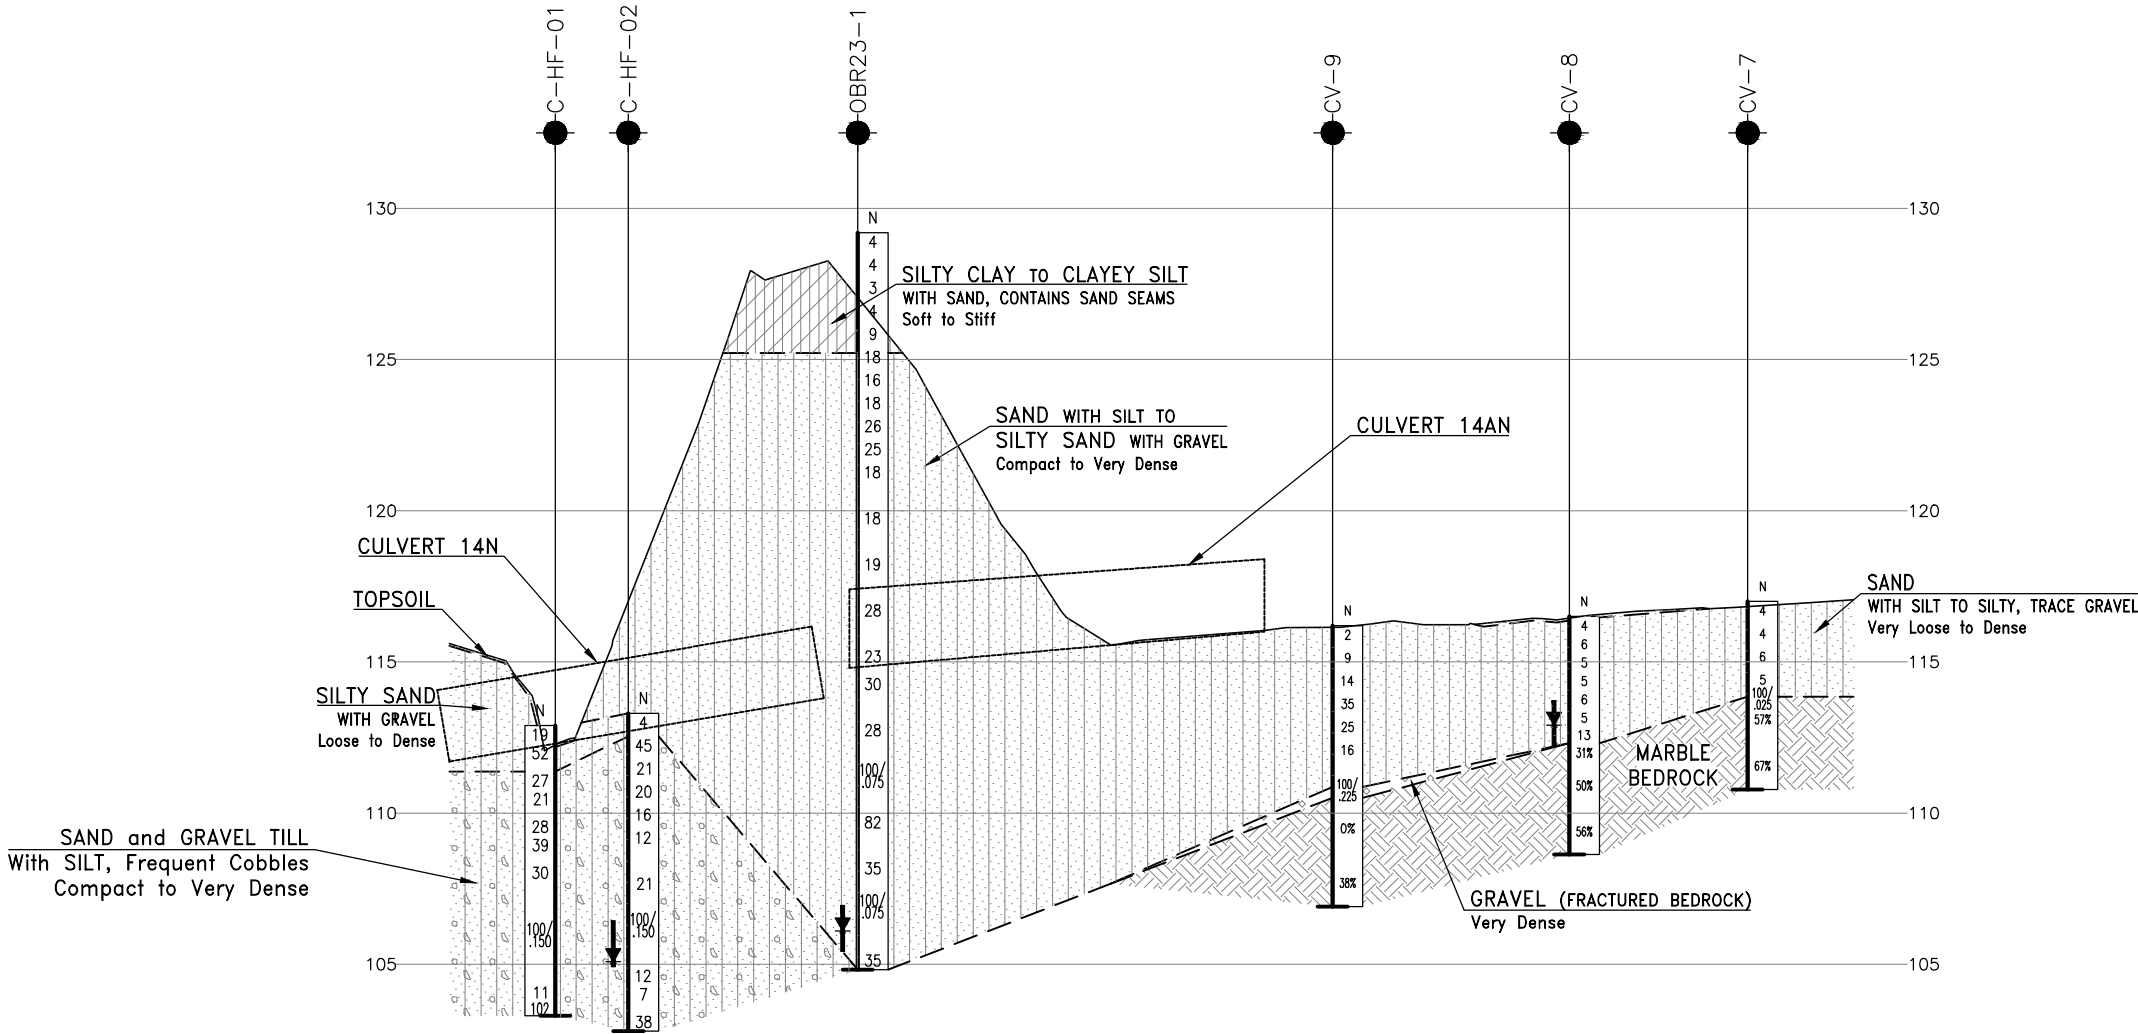 C-HF-01
C-HF-02
OBR23-1
CV-9
CV-8
CV-7
130
130
125
125
120
120
115
115
110
110
105
105
SILTY CLAY TO CLAYEY SILT
WITH SAND, CONTAINS SAND SEAMS
Soft to Stiff
SAND WITH SILT TO
SILTY SAND WITH GRAVEL
Compact to Very Dense
CULVERT 14AN
CULVERT 14N
TOPSOIL
SILTY SAND
WITH GRAVEL
Loose to Dense
SAND and GRAVEL TILL
With SILT, Frequent Cobbles
Compact to Very Dense
SAND
WITH SILT TO SILTY, TRACE GRAVEL
Very Loose to Dense
MARBLE
BEDROCK
GRAVEL (FRACTURED BEDROCK)
Very Dense
N
19
52
27
21
28
39
30
100/
.150
11
102
N
4
45
21
20
16
12
21
100/
.150
12
7
38
N
4
4
3
4
9
18
16
18
26
25
18
18
19
28
23
30
28
100/
.075
82
35
100/
.075
35
N
2
9
14
35
25
16
100/
.225
0%
38%
N
4
6
5
5
6
5
13
31%
50%
56%
N
4
4
6
5
100/
.025
57%
67%